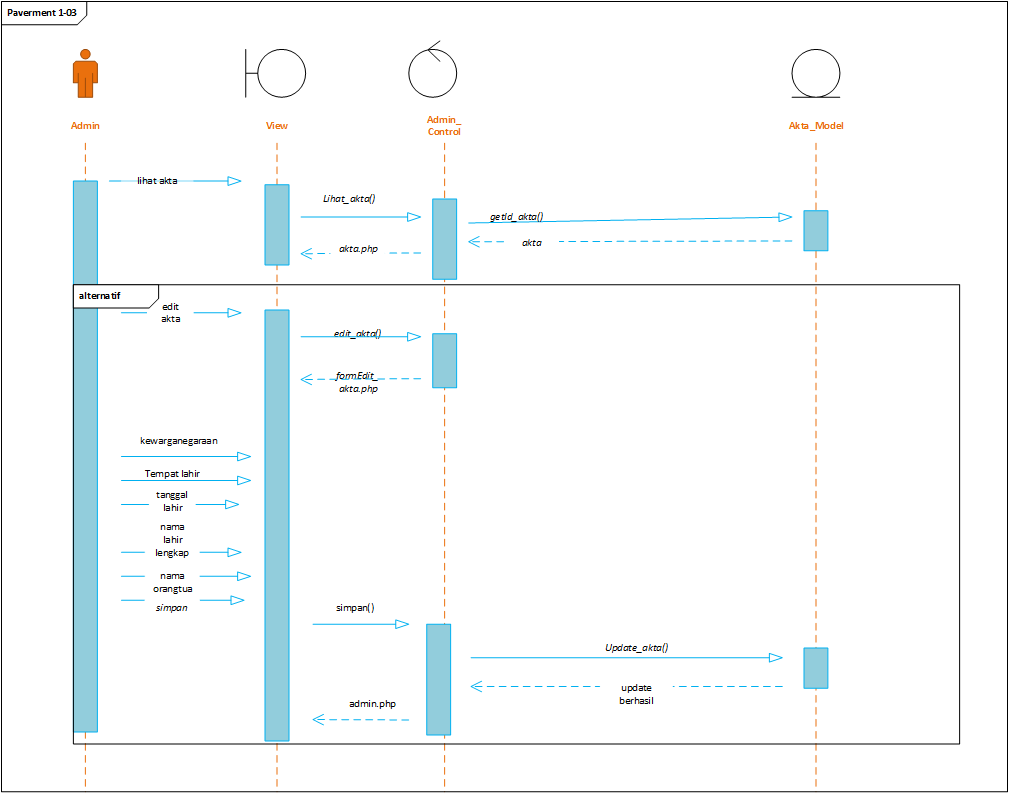 Paverment 1-03
Admin
View
Admin_
Control
Akta_Model
lihat akta
Lihat_akta()
getId_akta()
akta
akta.php
alternatif
edit
akta
edit_akta()
formEdit_
akta.php
kewarganegaraan
Tempat lahir
tanggal
lahir
nama
lahir
lengkap
nama
orangtua
simpan
simpan()
Update_akta()
update
berhasil
admin.php